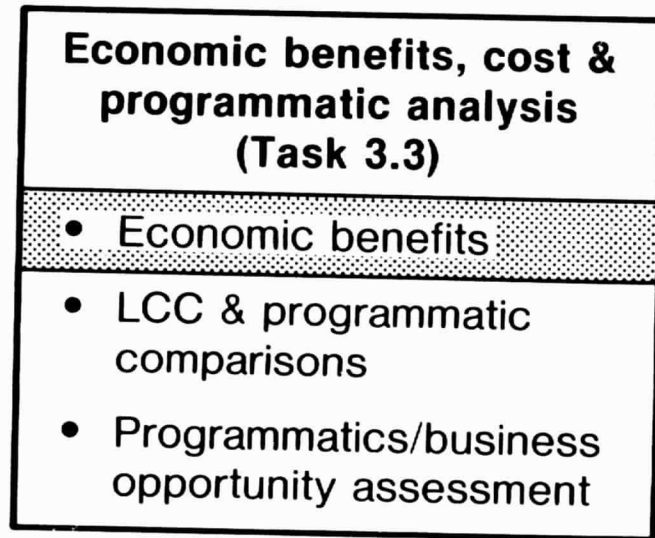 Economic benefits, cost &
programmatic analysis
(Task 3.3)
• Economic benefits
• LCC & programmatic
comparisons
• Programmatics/business
opportunity assessment